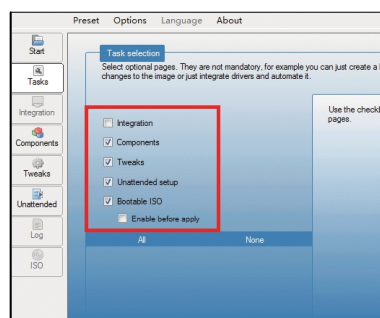 Preset Options Language About
Start
Tasks
Integration
Components
Tweaks
Unattended
Log
ISO
Task selection
Select optional pages. They are not mandatory, for example you can just create a
changes to the image or just integrate drivers and automate it.
Integration
Components
Tweaks
Unattended setup
Bootable ISO
Enable before apply
All None
Use the check
pages.